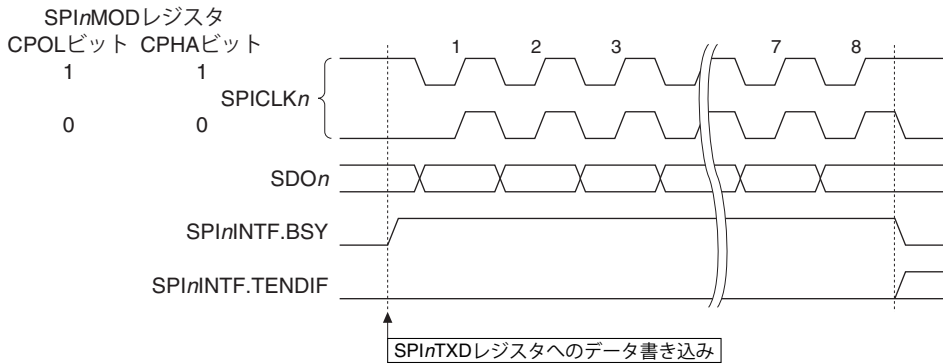 SPInMODレジスタ
CPOLビット CPHAビット
1 1
0 0
SPICLKn
1 2 3 7 8
SDOn
SPInINTF.BSY
SPInINTF.TENDIF
SPInTXDレジスタへのデータ書き込み